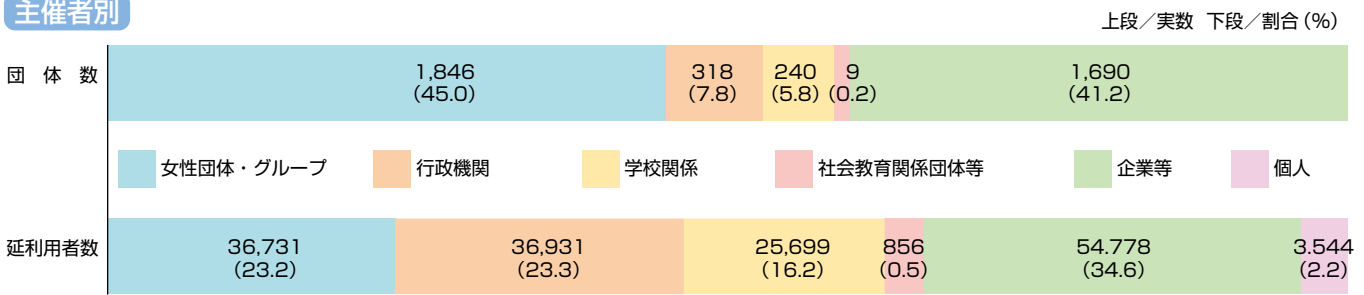 主催者別
上段／実数 下段／割合(%)
団体数
1,846 318 240 9 1,690
(45.0) (7.8) (5.8) (0.2) (41.2)
女性団体・グループ 行政機関 学校関係 社会教育関係団体等 企業等 個人
延利用者数
36,731 36,931 25,699 856 54.778 3.544
(23.2) (23.3) (16.2) (0.5) (34.6) (2.2)